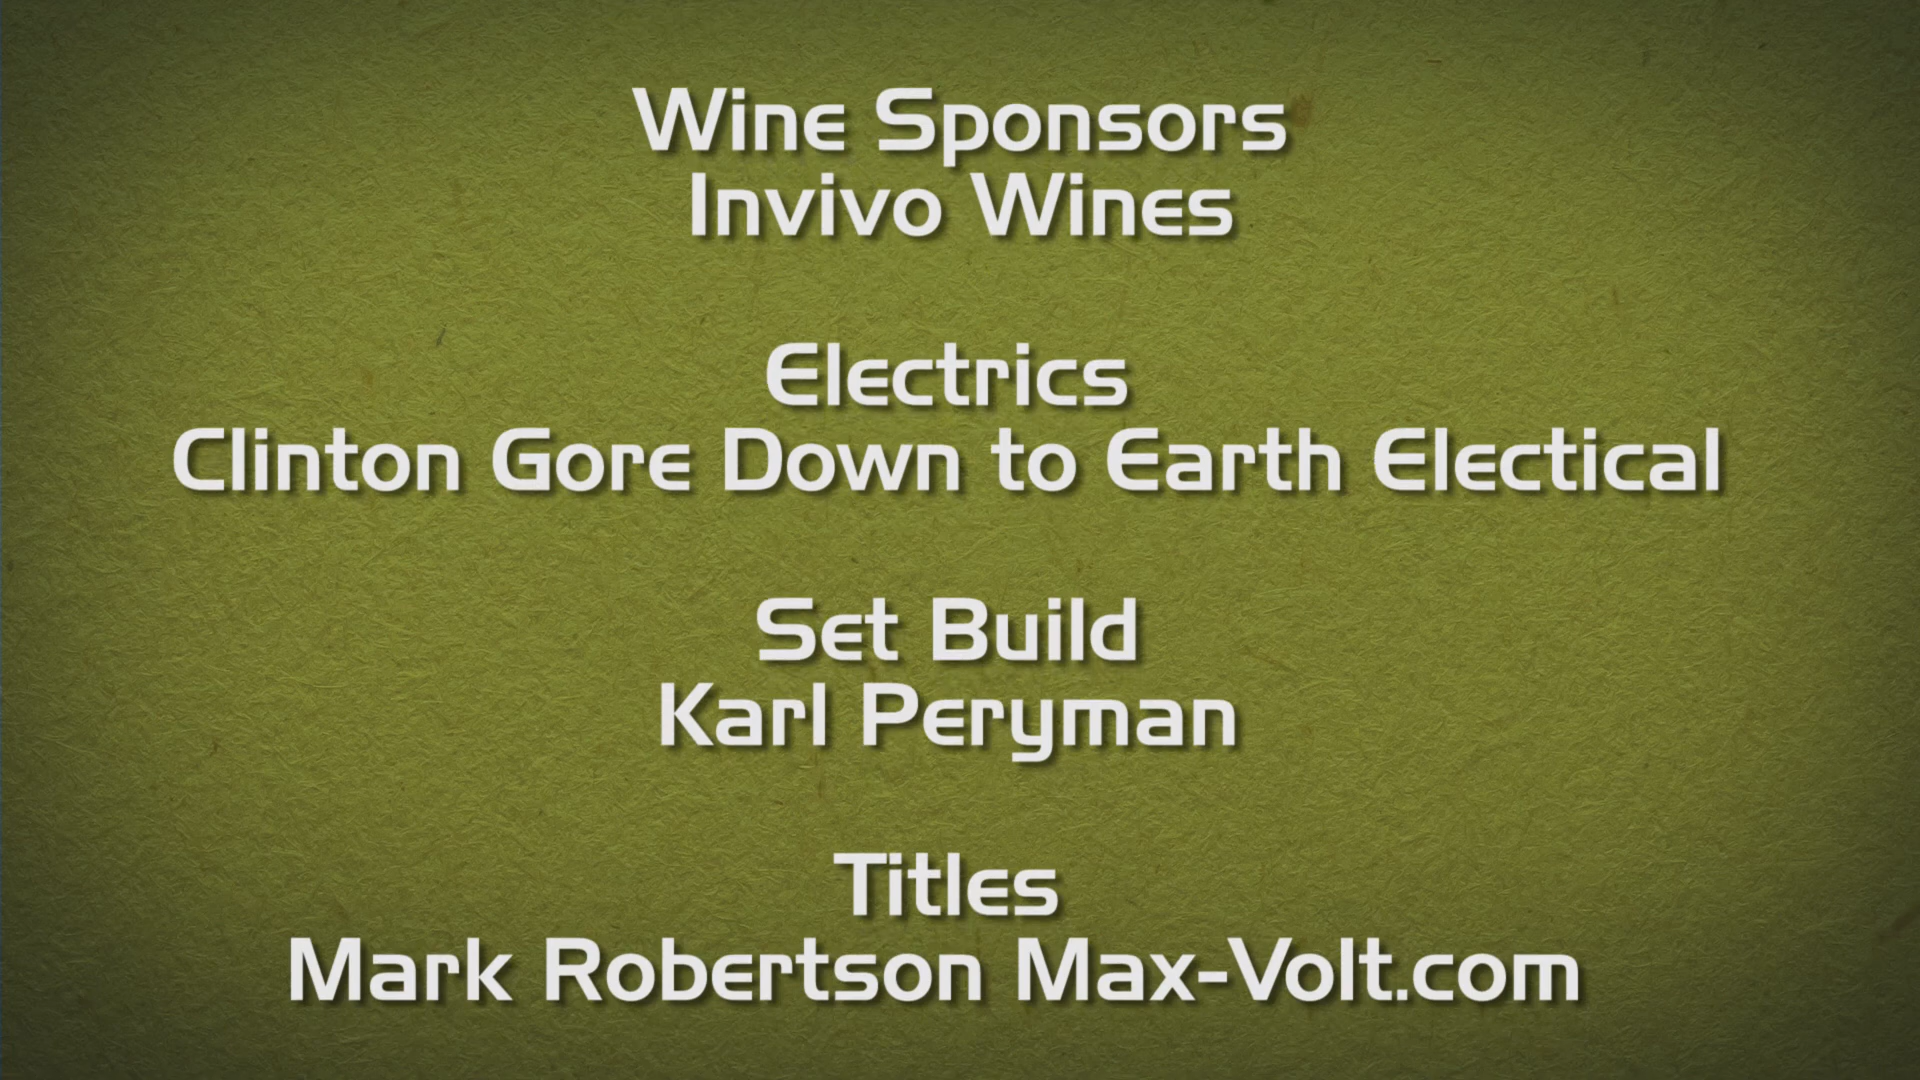 Wine Sponsors
Invivo Wines
Electrics
Clinton Gore Down to Earth Electical
Set Build
Karl Peryman
Titles
Mark Robertson Max-Volt.com